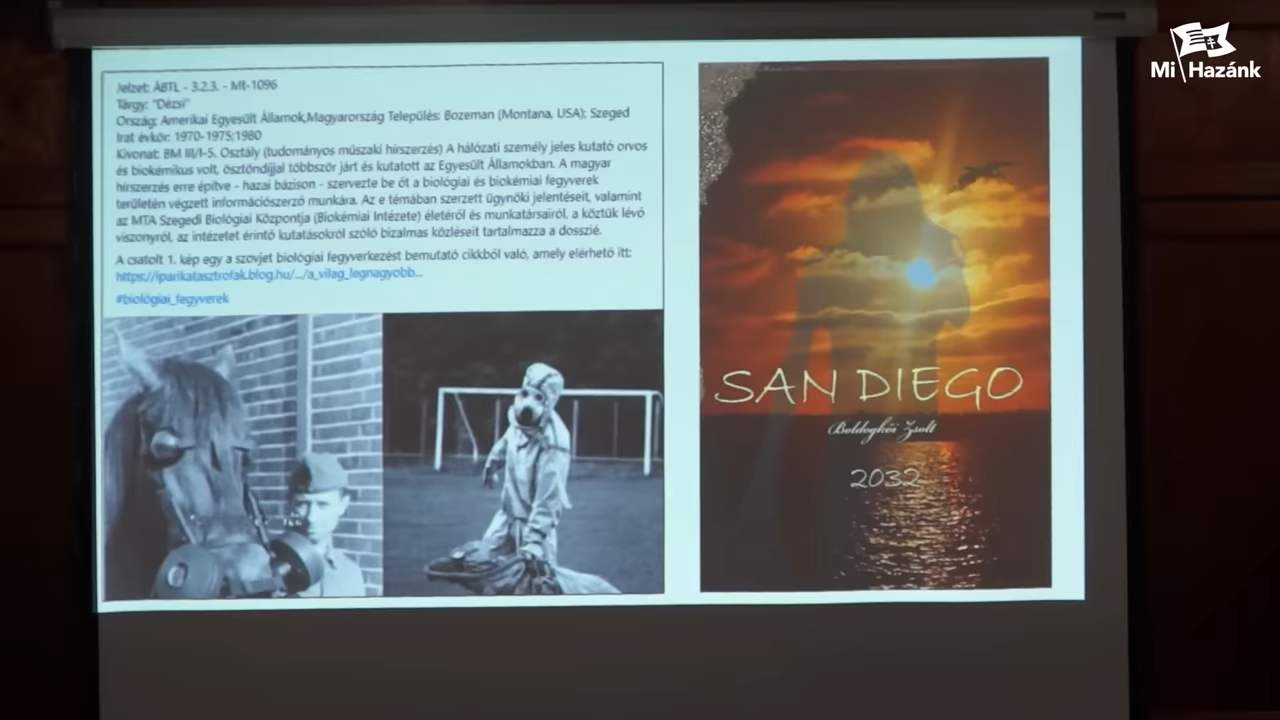 Jelzet: ÁBTL - 3.2.3. - Mt-1096
Tárgy: "Dézsi"
Ország: Amerikai Egyesült Államok,Magyarország Település: Bozeman (Montana, USA); Szeged
Irat évkör: 1970-1975;1980
Kivonat: BM III/I-5. Osztály (tudományos műszaki hírszerzés) A hálózati személy jeles kutató orvos
és biokémikus volt, ösztöndíjjal többször járt és kutatott az Egyesült Államokban. A magyar
hírszerzés erre építve - hazai bázison - szervezte be őt a biológiai és biokémiai fegyverek
területén végzett információszerző munkára. Az e témában szerzett ügynöki jelentéseit, valamint
az MTA Szegedi Biológiai Központja (Biokémiai Intézete) életéről és munkatársairól, a köztük lévő
viszonyról, az intézetet érintő kutatásokról szóló bizalmas közléseit tartalmazza a dosszié.
A csatolt 1. kép egy a szovjet biológiai fegyverkezést bemutató cikkből való, amely elérhető itt:
https://iparikatasztrofak.blog.hu/.../a_vilag_legnagyobb...
#biológiai_fegyverek
SAN DIEGO
Boldogkői Zsolt
2032
Mi Hazánk